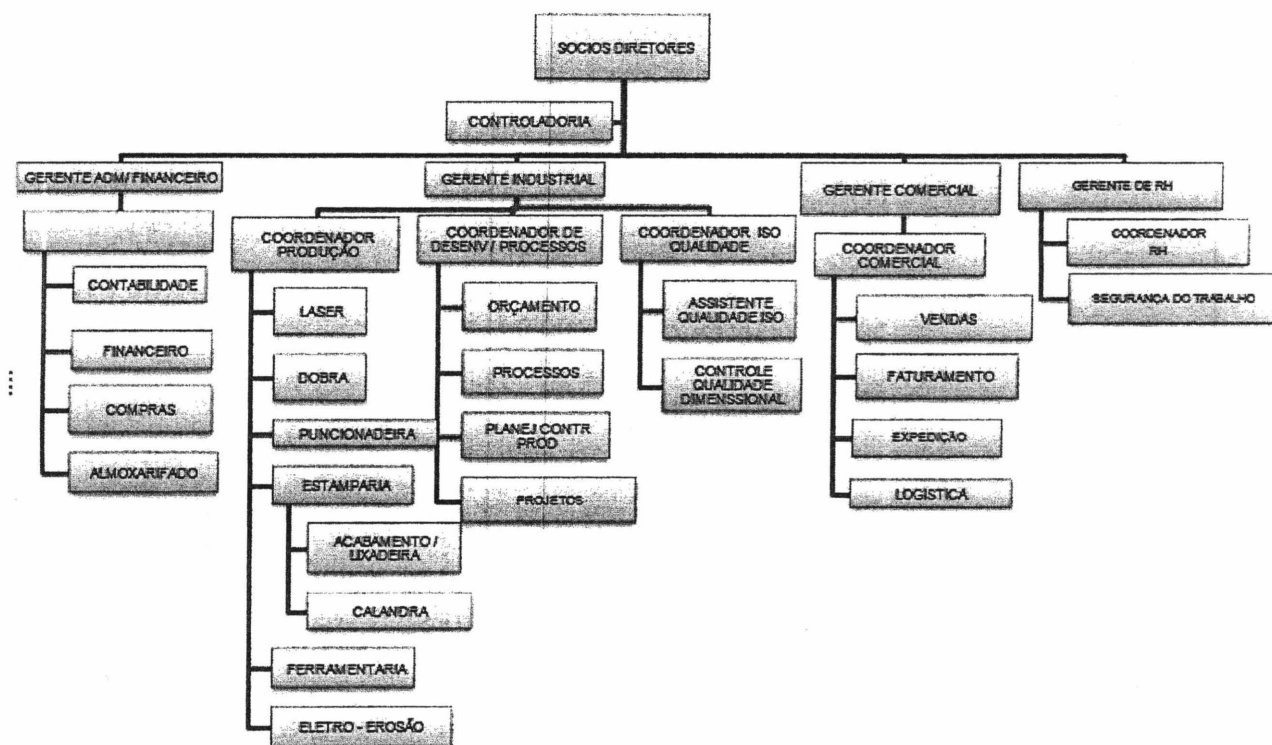 SOCIOS DIRETORES
CONTROLADORIA
GERENTE ADM/ FINANCEIRO
GERENTE INDUSTRIAL
GERENTE COMERCIAL
GERENTE DE RH
COORDENADOR
PRODUÇÃO
COORDENADOR DE
DESENV / PROCESSOS
COORDENADOR ISO
QUALIDADE
COORDENADOR
COMERCIAL
COORDENADOR
RH
SEGURANÇA DO TRABALHO
CONTABILIDADE
FINANCEIRO
COMPRAS
ALMOXARIFADO
LASER
DOBRA
PUNCIONADEIRA
ESTAMPARIA
ACABAMENTO /
LIXADEIRA
CALANDRA
FERRAMENTARIA
ELETRO - EROSÃO
ORÇAMENTO
PROCESSOS
PLANEJ CONTR
PROD
PROJETOS
ASSISTENTE
QUALIDADE ISO
CONTROLE
QUALIDADE
DIMENSSIONAL
VENDAS
FATURAMENTO
EXPEDIÇÃO
LOGÍSTICA